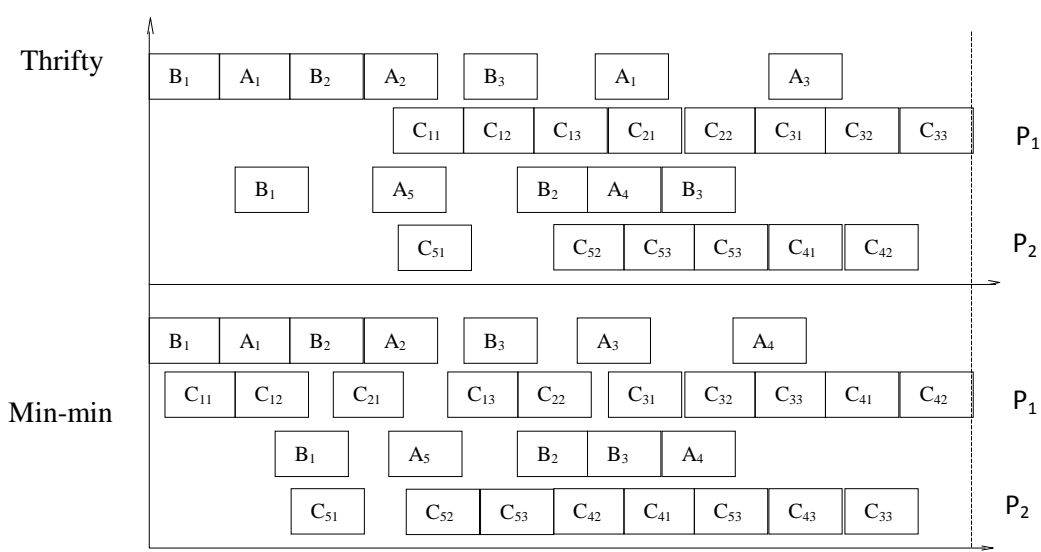 Thrifty
B₁ A₁ B₂ A₂ B₃ A₁ A₃
C₁₁ C₁₂ C₁₃ C₂₁ C₂₂ C₃₁ C₃₂ C₃₃ P₁
B₁ A₅ B₂ A₄ B₃
C₅₁ C₅₂ C₅₃ C₅₃ C₄₁ C₄₂ P₂
Min-min
B₁ A₁ B₂ A₂ B₃ A₃ A₄
C₁₁ C₁₂ C₂₁ C₁₃ C₂₂ C₃₁ C₃₂ C₃₃ C₄₁ C₄₂ P₁
B₁ A₅ B₂ B₃ A₄
C₅₁ C₅₂ C₅₃ C₄₂ C₄₁ C₅₃ C₄₃ C₃₃ P₂